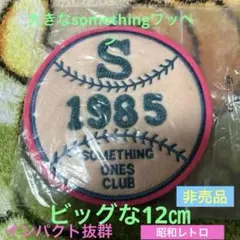 大きなsomethingワッペ
S
1985
SOMETHING
ONES
CLUB
非売品
ビッグな12㎝
インパクト抜群
昭和レトロ